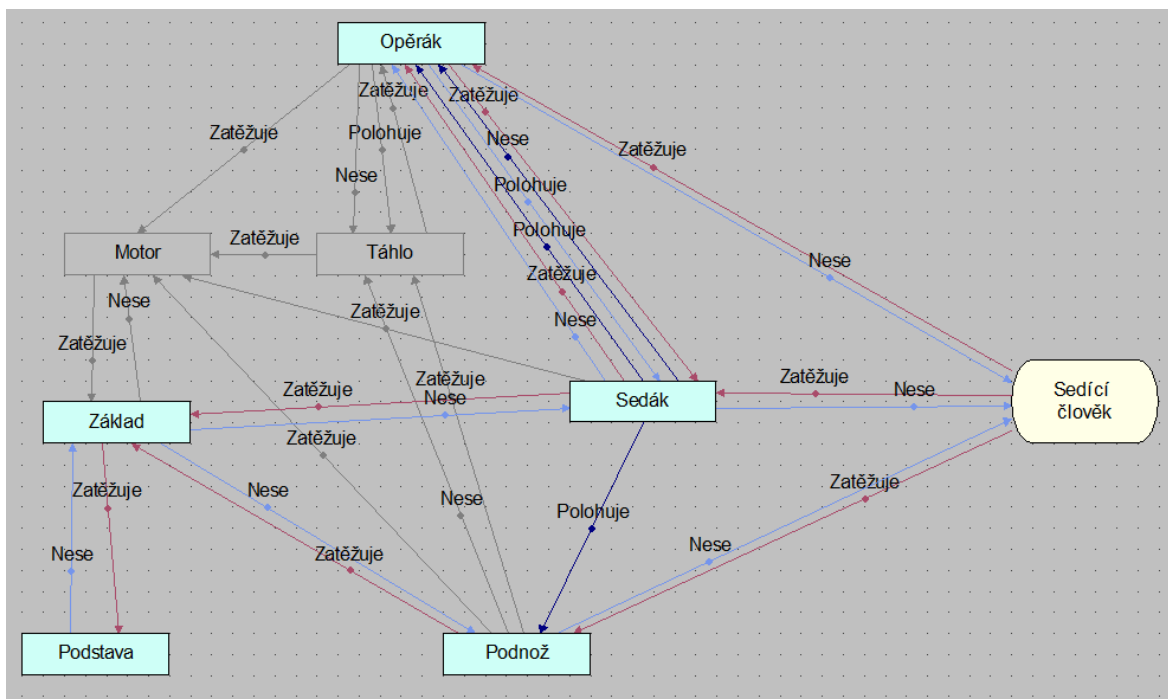 Opěrák
Zatěžuje
Zatěžuje
Zatěžuje
Polohuje
Nese
Zatěžuje
Nese
Polohuje
Motor
Zatěžuje
Táhlo
Polohuje
Nese
Zatěžuje
Nese
Zatěžuje
Nese
Zatěžuje
Zatěžuje
Zatěžuje
Zatěžuje
Nese
Nese
Základ
Sedák
Sedící
člověk
Zatěžuje
Zatěžuje
Nese
Nese
Zatěžuje
Polohuje
Nese
Zatěžuje
Nese
Podstava
Podnož